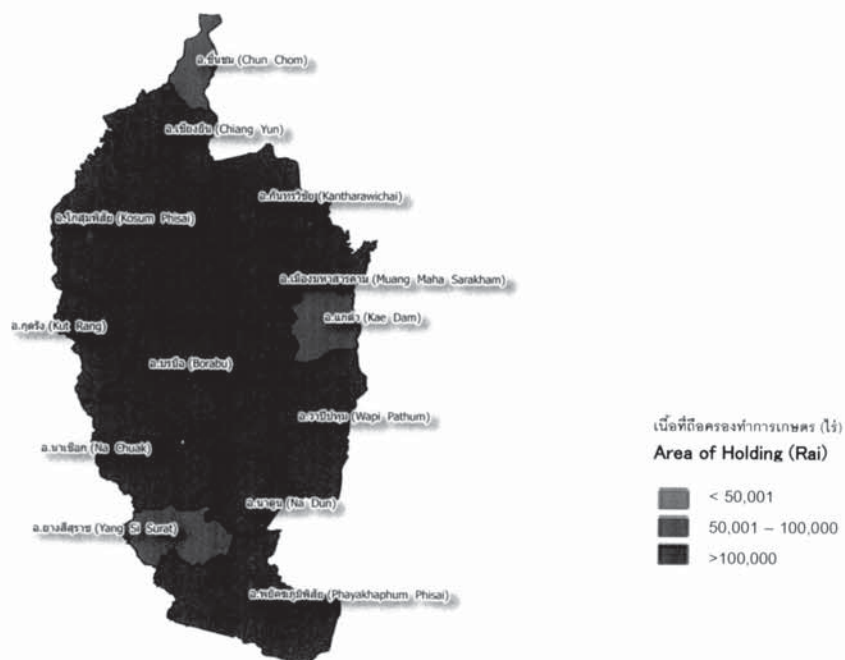 อ.ชื่นชม (Chun Chom)
อ.เชียงยืน (Chiang Yun)
อ.กันทรวิชัย (Kantharawichai)
อ.โกสุมพิสัย (Kosum Phisai)
อ.เมืองมหาสารคาม (Muang Maha Sarakham)
อ.แกดำ (Kae Dam)
อ.กุดรัง (Kut Rang)
อ.บรบือ (Borabu)
อ.วาปีปทุม (Wapi Pathum)
อ.นาเชือก (Na Chuak)
อ.นาดูน (Na Dun)
อ.ยางสีสุราช (Yang Si Surat)
อ.พยัคฆภูมิพิสัย (Phayakhaphum Phisai)
เนื้อที่ถือครองทำการเกษตร (ไร่)
Area of Holding (Rai)
< 50,001
50,001 – 100,000
>100,000